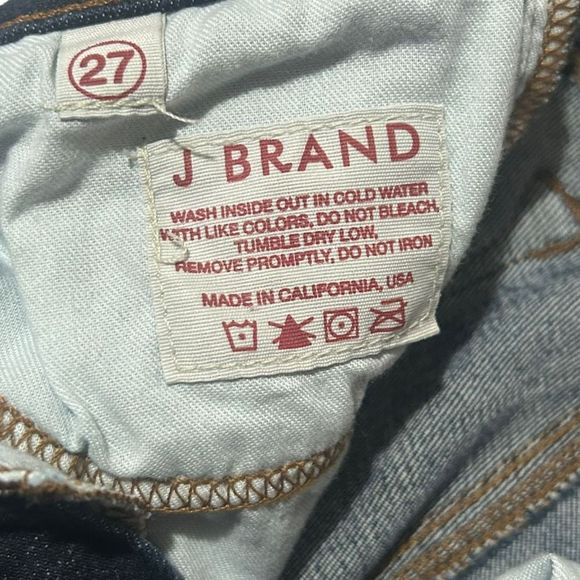 27
J BRAND
WASH INSIDE OUT IN COLD WATER
WITH LIKE COLORS, DO NOT BLEACH,
TUMBLE DRY LOW,
REMOVE PROMPTLY, DO NOT IRON
MADE IN CALIFORNIA, USA